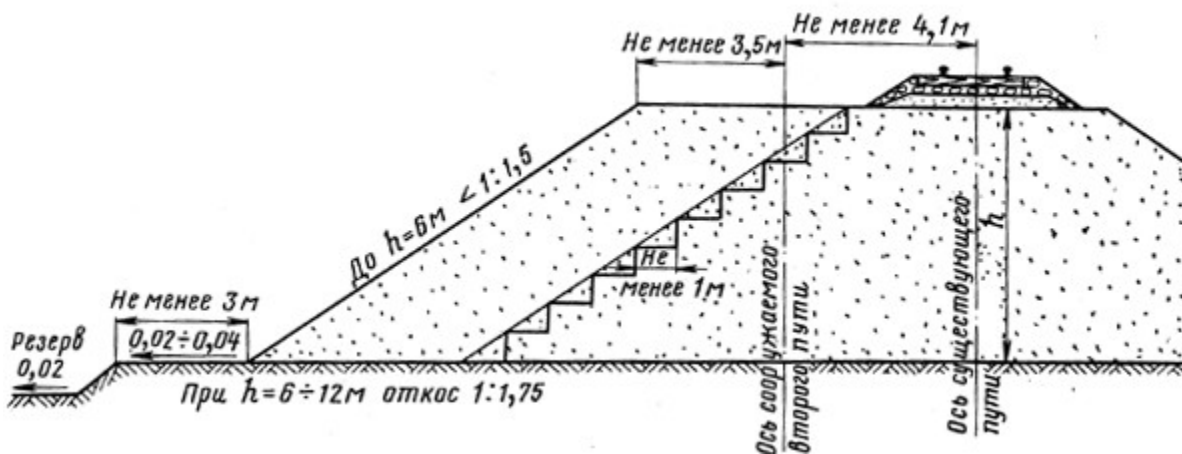 Не менее 3,5м
Не менее 4,1м
До h=6м < 1:1,5
Не менее 3м
0,02÷0,04
Резерв
0,02
Не
менее 1м
При h=6÷12м откос 1:1,75
Ось сооружаемого
второго пути
Ось существующего
пути
h